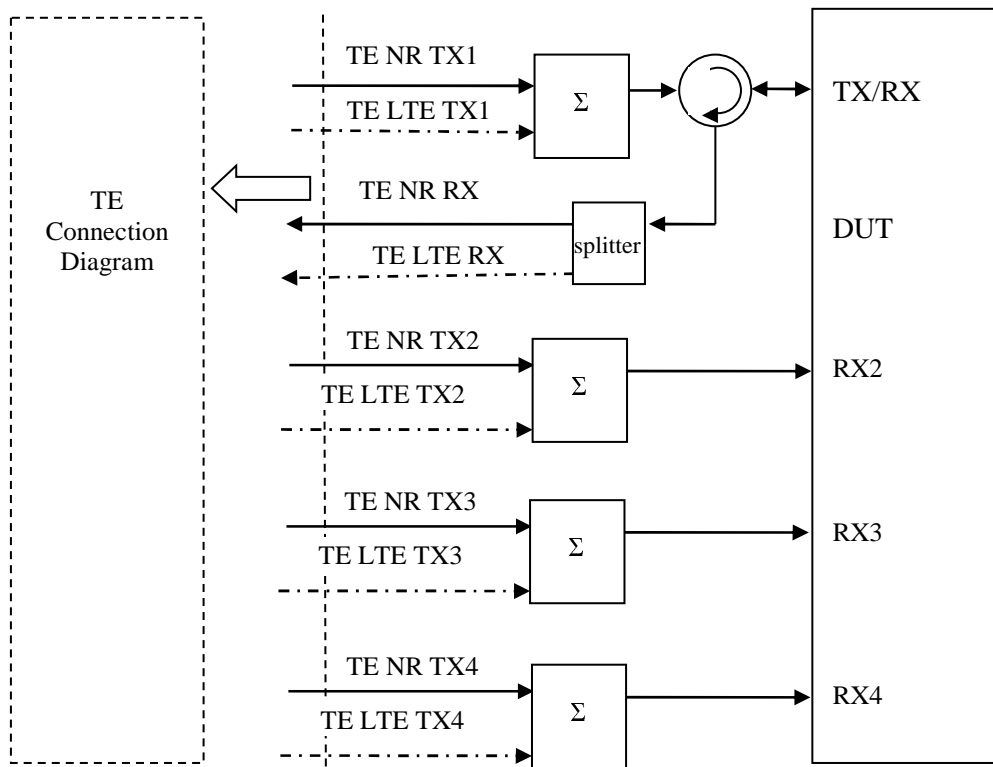 TE
Connection
Diagram
TE NR TX1
TE LTE TX1
Σ
TX/RX
TE NR RX
TE LTE RX
splitter
DUT
TE NR TX2
TE LTE TX2
Σ
RX2
TE NR TX3
TE LTE TX3
Σ
RX3
TE NR TX4
TE LTE TX4
Σ
RX4